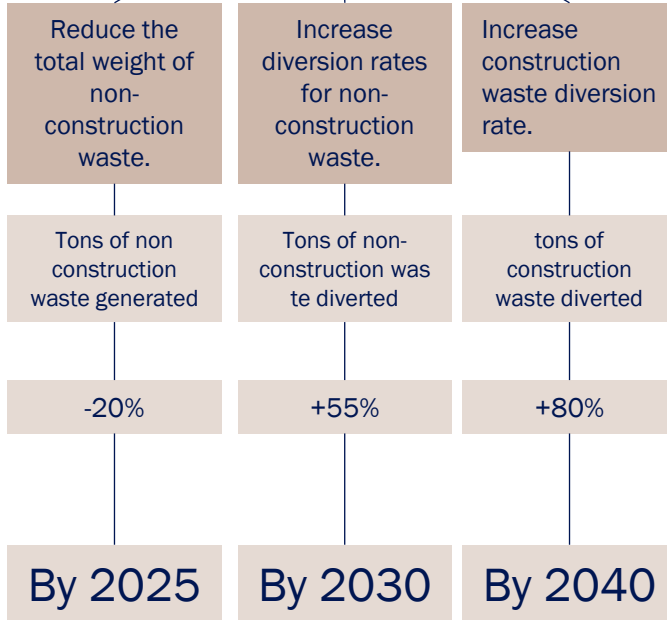 Reduce the
total weight of
non-
construction
waste.
Increase
diversion rates
for non-
construction
waste.
Increase
construction
waste diversion
rate.
Tons of non
construction
waste generated
Tons of non-
construction was
te diverted
tons of
construction
waste diverted
-20%
+55%
+80%
By 2025
By 2030
By 2040